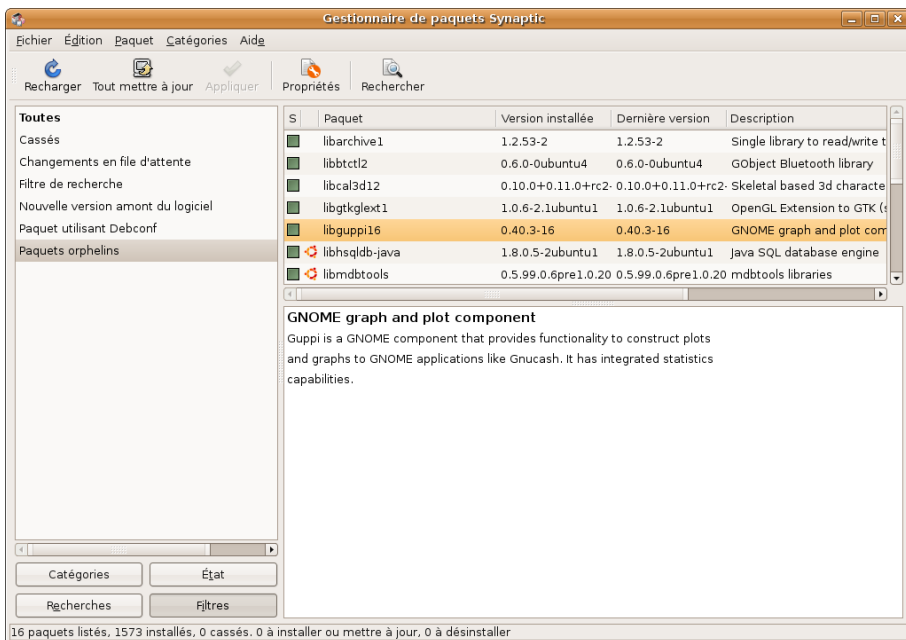 Gestionnaire de paquets Synaptic
Fichier Édition Paquet Catégories Aide
Recharger Tout mettre à jour Appliquer Propriétés Rechercher
Toutes
Cassés
Changements en file d'attente
Filtre de recherche
Nouvelle version amont du logiciel
Paquet utilisant Debconf
Paquets orphelins
S Paquet Version installée Dernière version Description
libarchive1 1.2.53-2 1.2.53-2 Single library to read/write t
libbtctl2 0.6.0-0ubuntu4 0.6.0-0ubuntu4 GObject Bluetooth library
libcal3d12 0.10.0+0.11.0+rc2- 0.10.0+0.11.0+rc2- Skeletal based 3d characte
libgtkglext1 1.0.6-2.1ubuntu1 1.0.6-2.1ubuntu1 OpenGL Extension to GTK (s
libguppi16 0.40.3-16 0.40.3-16 GNOME graph and plot com
libhsqldb-java 1.8.0.5-2ubuntu1 1.8.0.5-2ubuntu1 Java SQL database engine
libmdbtools 0.5.99.0.6pre1.0.20 0.5.99.0.6pre1.0.20 mdbtools libraries
GNOME graph and plot component
Guppi is a GNOME component that provides functionality to construct plots
and graphs to GNOME applications like Gnucash. It has integrated statistics
capabilities.
Catégories État
Recherches Filtres
16 paquets listés, 1573 installés, 0 cassés. 0 à installer ou mettre à jour, 0 à désinstaller